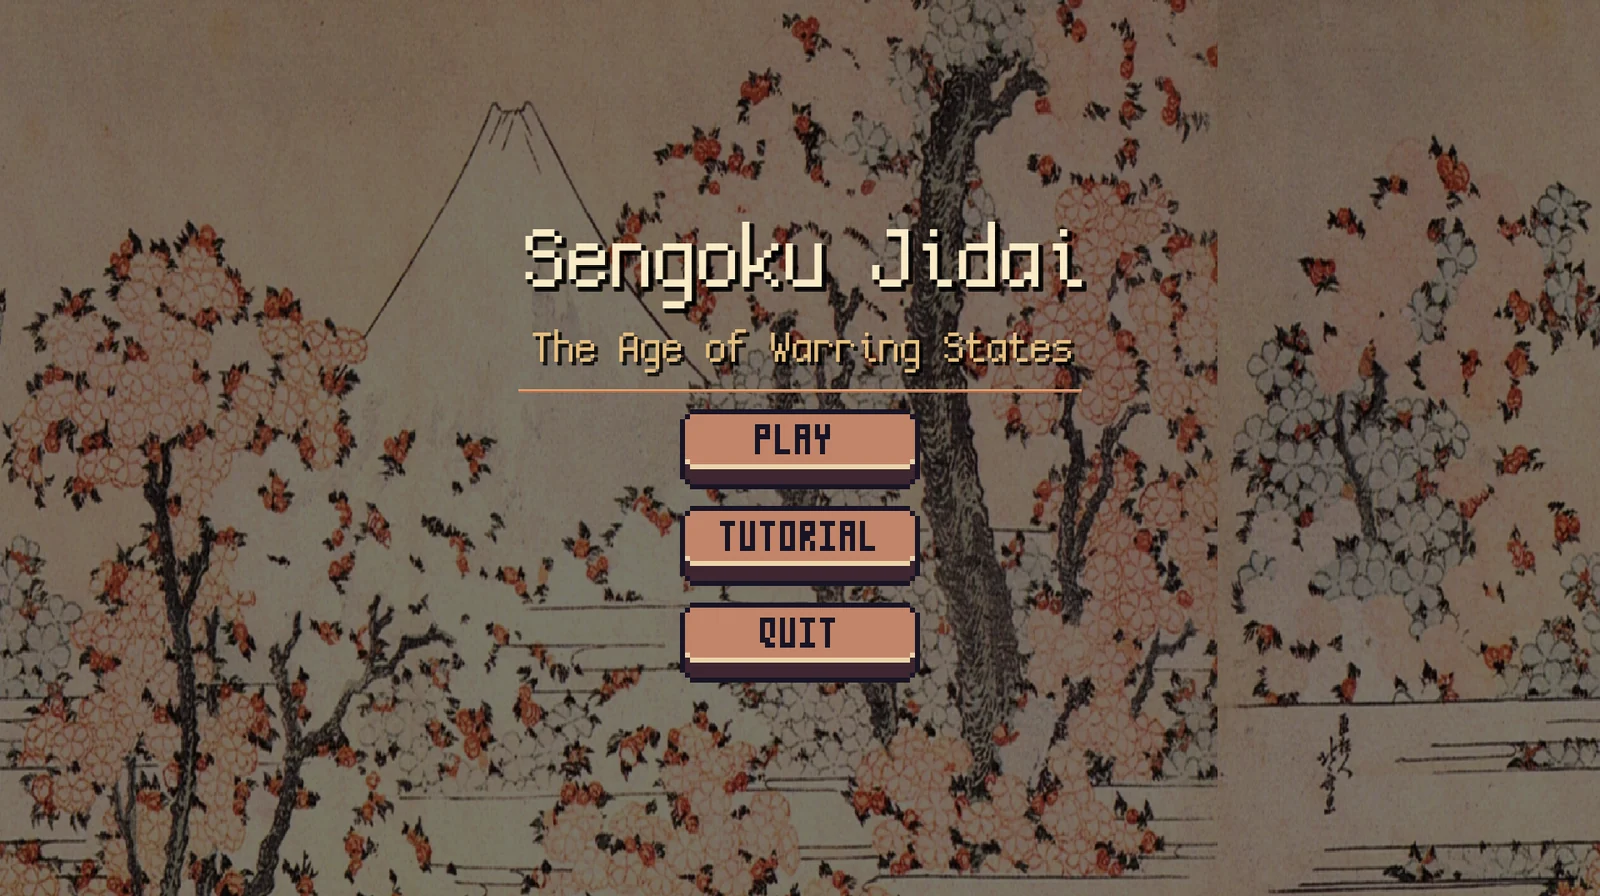 Sengoku Jidai
The Age of Warring States
PLAY
TUTORIAL
QUIT